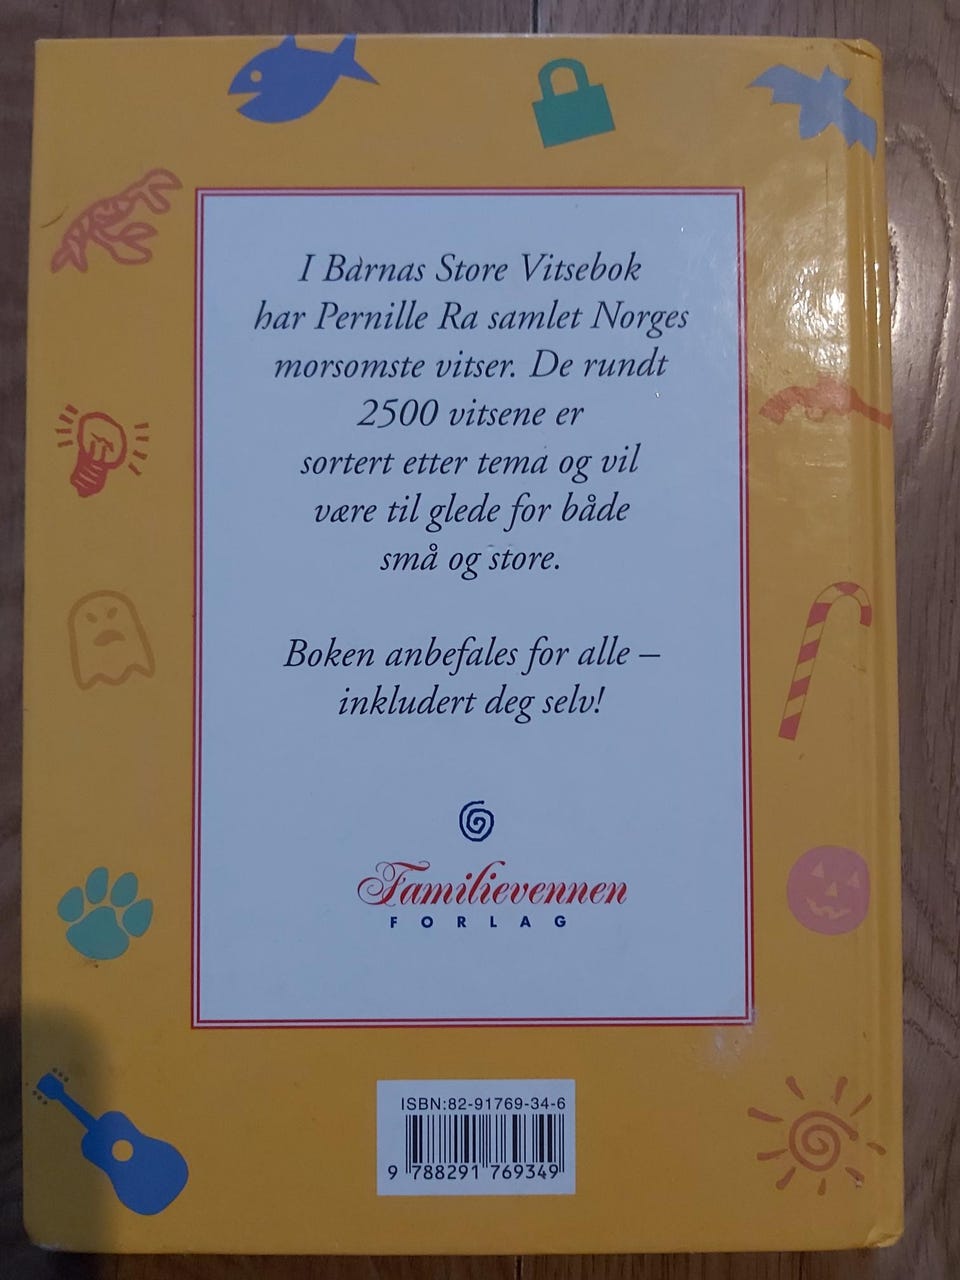 I Barnas Store Vitsebok
har Pernille Ra samlet Norges
morsomste vitser. De rundt
2500 vitsene er
sortert etter tema og vil
være til glede for både
små og store.
Boken anbefales for alle –
inkludert deg selv!
Familievennen
FORLAG
ISBN:82-91769-34-6
9 788291 769349